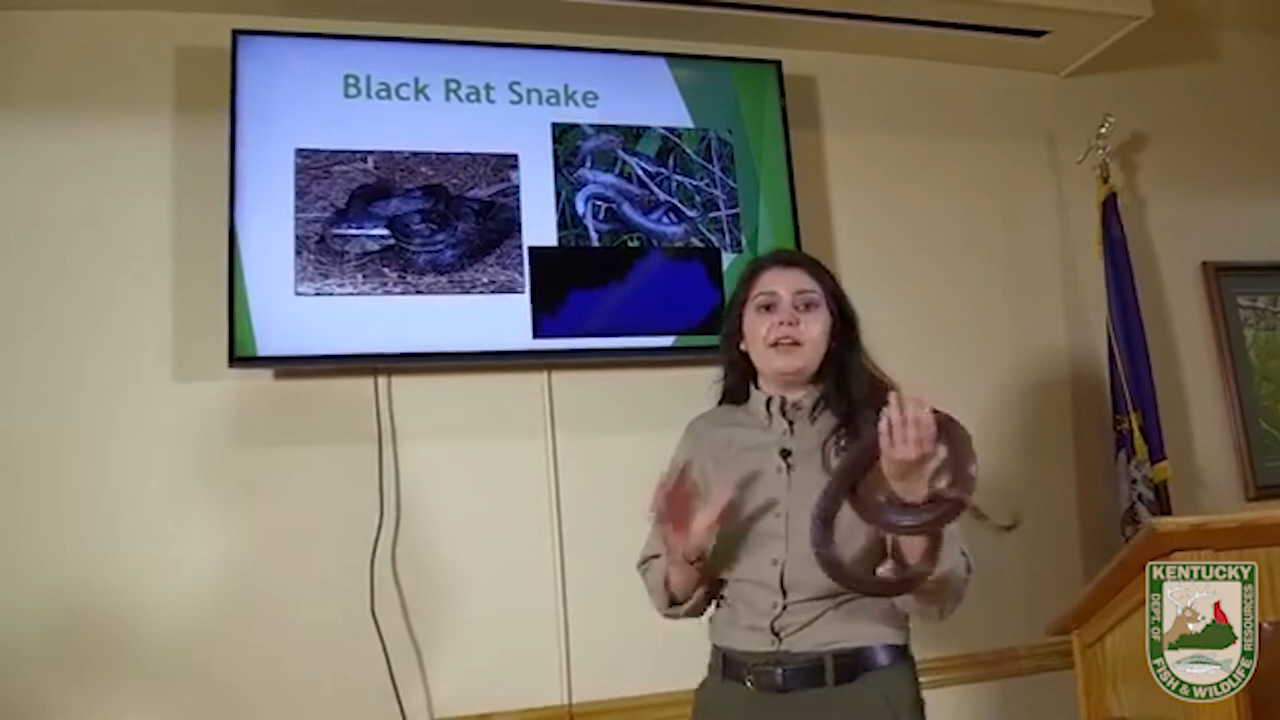 Black Rat Snake
KENTUCKY
DEPT. OF
FISH & WILDLIFE
RESOURCES